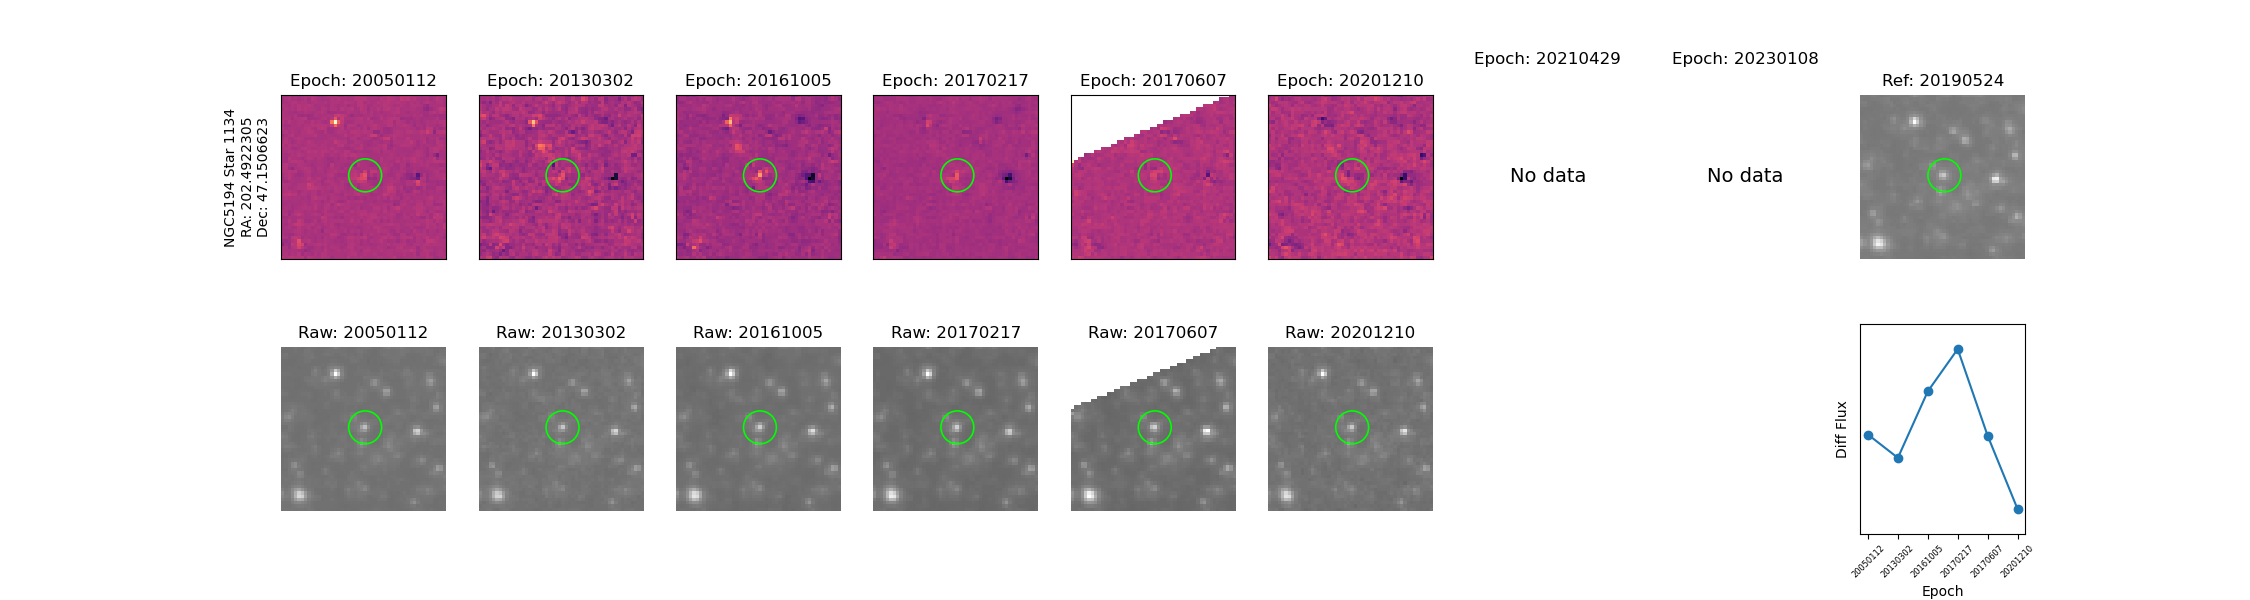 Epoch: 20210429
Epoch: 20230108
Epoch: 20050112
Epoch: 20130302
Epoch: 20161005
Epoch: 20170217
Epoch: 20170607
Epoch: 20201210
Ref: 20190524
NGC5194 Star 1134
RA: 202.4922305
Dec: 47.1506623
No data
No data
Raw: 20050112
Raw: 20130302
Raw: 20161005
Raw: 20170217
Raw: 20170607
Raw: 20201210
Diff Flux
20050112
20130302
20161005
20170217
20170607
20201210
Epoch